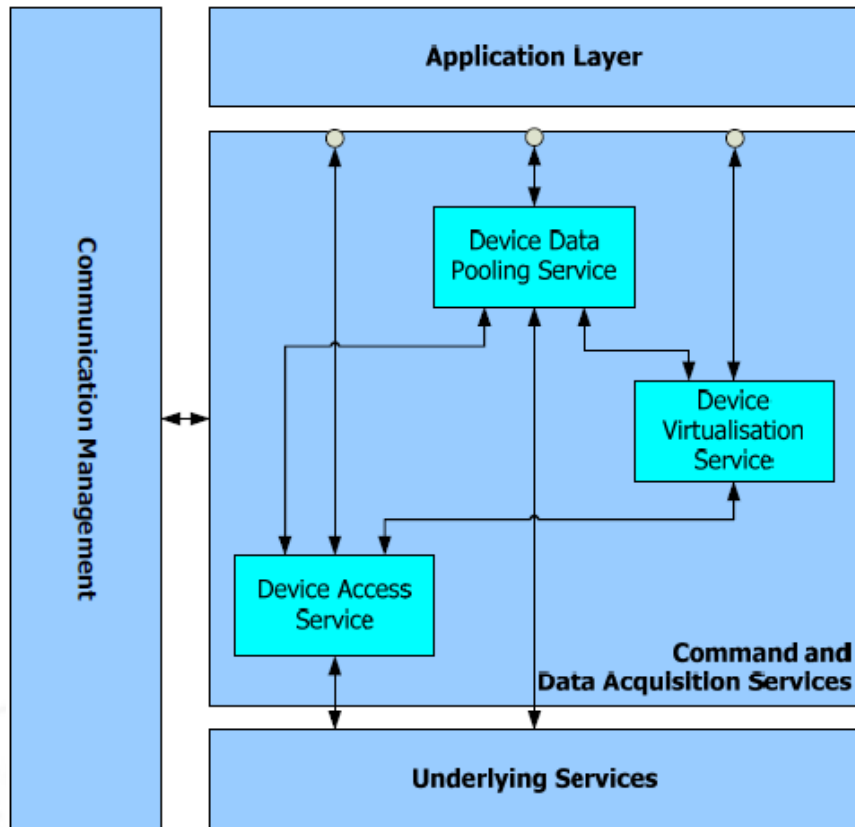 Application Layer
Communication Management
Device Data
Pooling Service
Device
Virtualisation
Service
Device Access
Service
Command and
Data Acquisition Services
Underlying Services